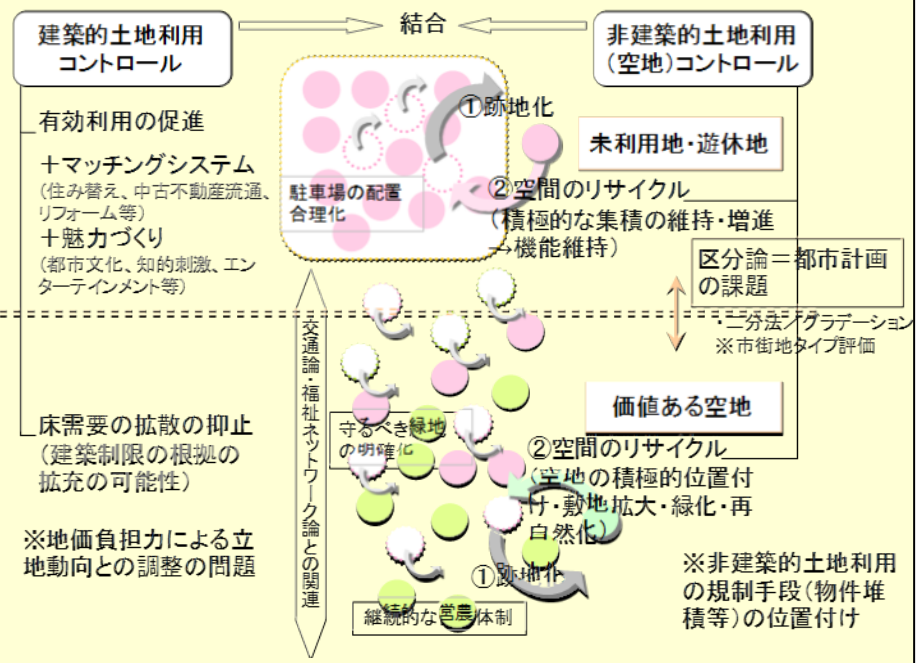 建築的土地利用
コントロール
結合
非建築的土地利用
(空地)コントロール
有効利用の促進
＋マッチングシステム
(住み替え、中古不動産流通、
リフォーム等)
＋魅力づくり
(都市文化、知的刺激、エン
ターテインメント等)
駐車場の配置
合理化
①跡地化
未利用地・遊休地
②空間のリサイクル
(積極的な集積の維持・増進
→機能維持)
区分論＝都市計画
の課題
・二分法／グラデーション
※市街地タイプ評価
交通論・福祉ネットワーク論との関連
価値ある空地
床需要の拡散の抑止
(建築制限の根拠の
拡充の可能性)
守るべき緑地
の明確化
②空間のリサイクル
(空地の積極的位置付
け・敷地拡大・緑化・再
自然化)
※地価負担力による立
地動向との調整の問題
①跡地化
継続的な営農体制
※非建築的土地利用
の規制手段(物件堆
積等)の位置付け